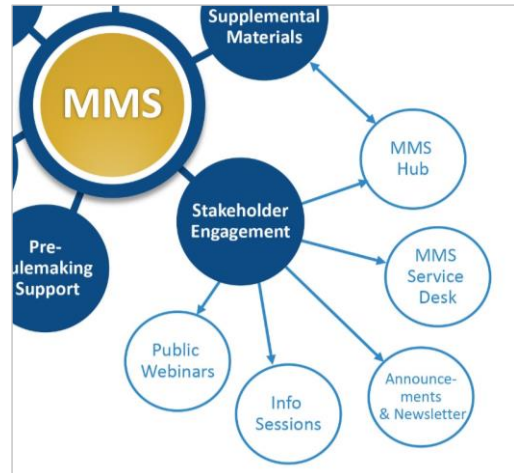 Supplemental
Materials
MMS
MMS
Hub
Stakeholder
Engagement
Pre-
ulemaking
Support
MMS
Service
Desk
Public
Webinars
Info
Sessions
Announce-
ments
& Newsletter